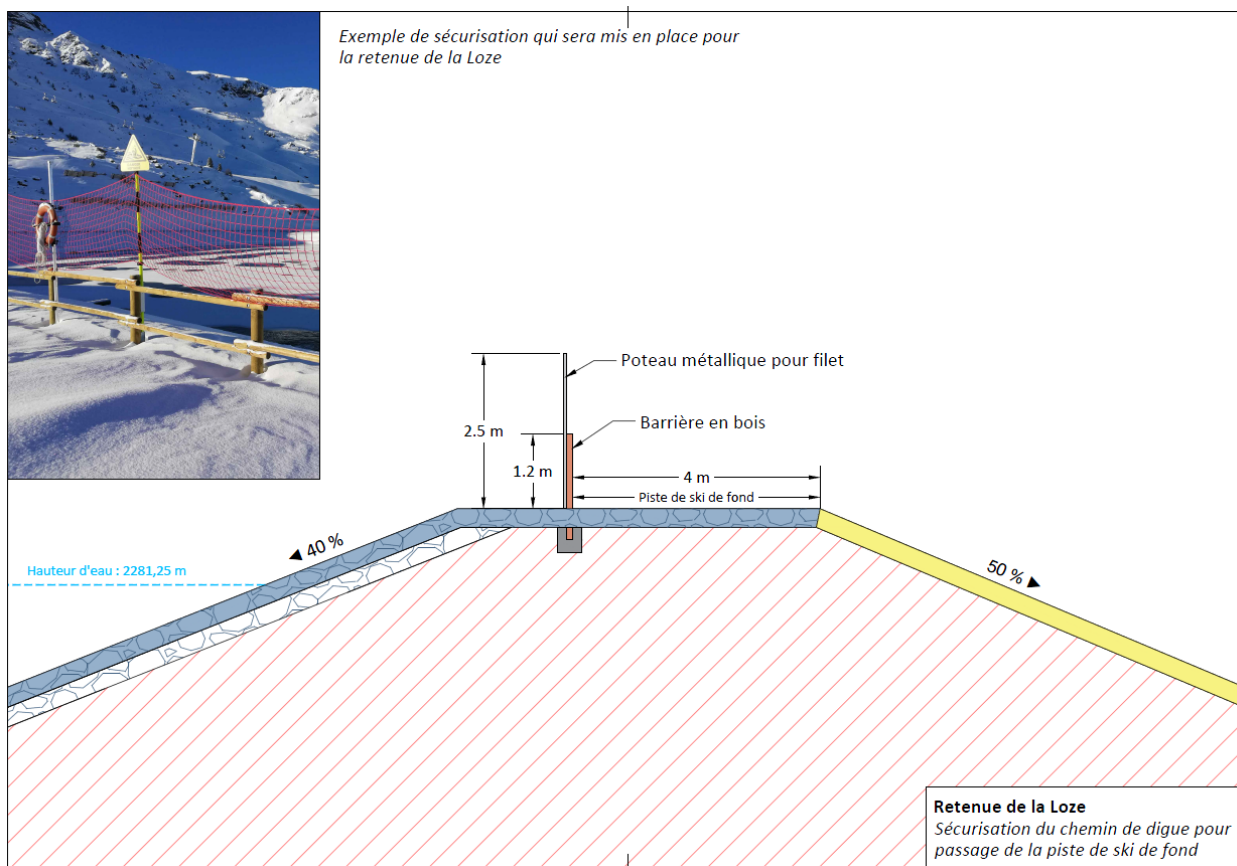 Exemple de sécurisation qui sera mis en place pour
la retenue de la Loze
Poteau métallique pour filet
2.5 m
Barrière en bois
1.2 m
4 m
Piste de ski de fond
◄ 40 %
Hauteur d'eau : 2281,25 m
50 % ►
Retenue de la Loze
Sécurisation du chemin de digue pour
passage de la piste de ski de fond